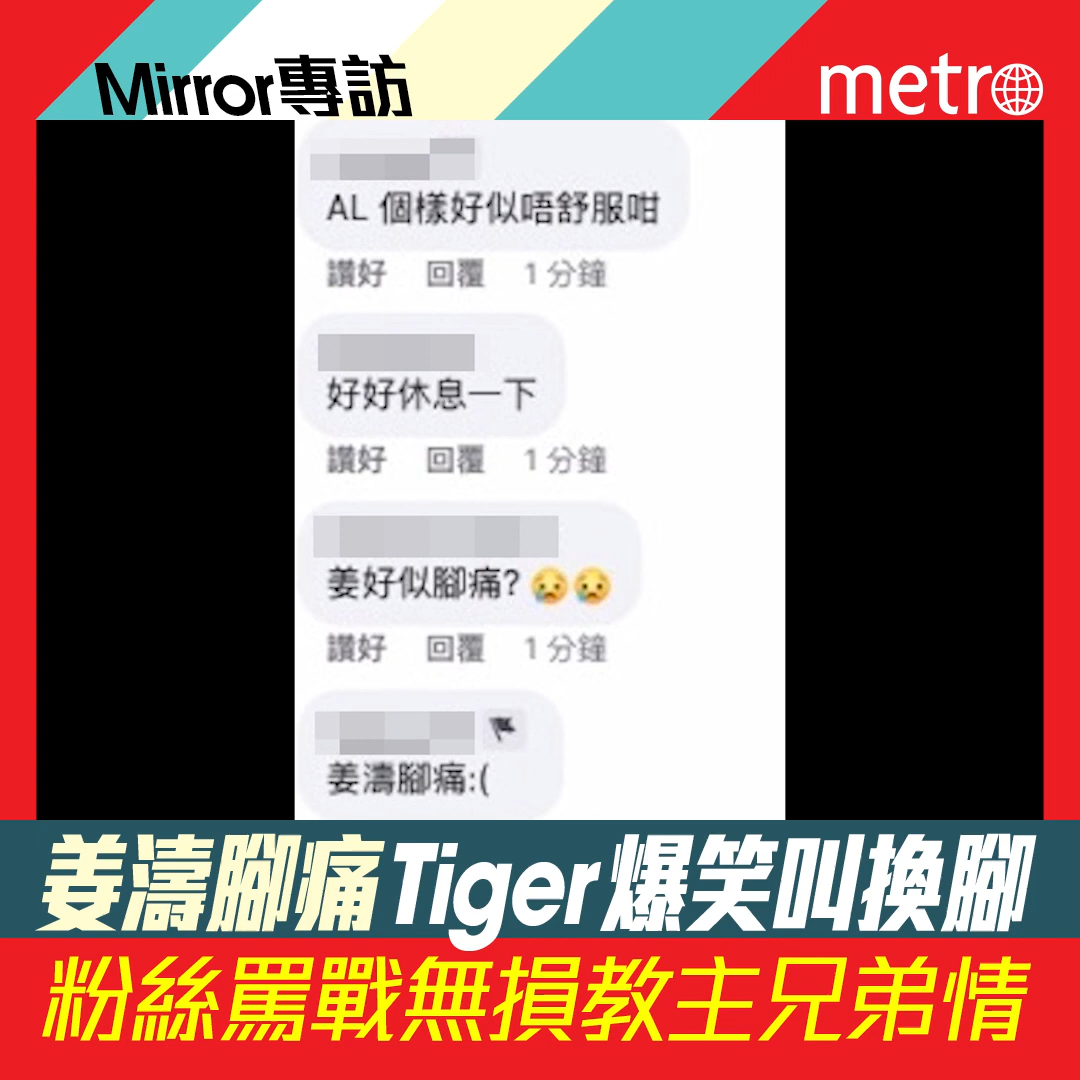 Mirror專訪
metro
AL 個樣好似唔舒服咁
讚好 回覆 1 分鐘
好好休息一下
讚好 回覆 1 分鐘
姜好似腳痛? 😥😥
讚好 回覆 1 分鐘
姜濤腳痛:(
姜濤腳痛Tiger爆笑叫換腳
粉絲罵戰無損教主兄弟情